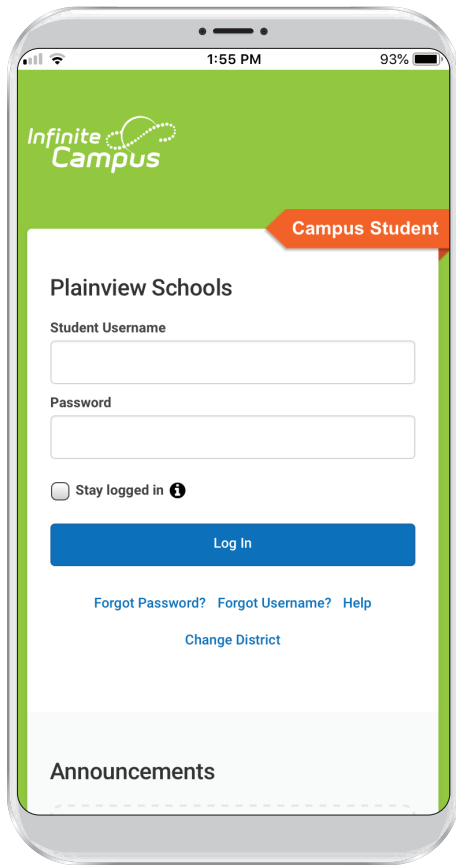 1:55 PM 93%
Infinite
Campus
Campus Student
Plainview Schools
Student Username
Password
Stay logged in
Log In
Forgot Password? Forgot Username? Help
Change District
Announcements